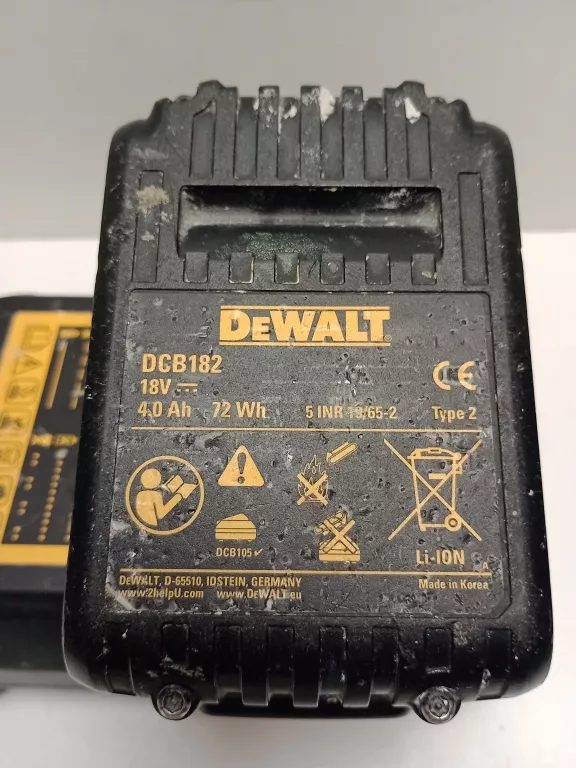 DEWALT
DCB182
18V
4.0 Ah 72 Wh 5 INR 19/65-2 Type 2
CE
DCB105✓
Li-ION
DEWALT, D-65510, IDSTEIN, GERMANY
www.2helpU.com www.DEWALT.eu
Made in Korea